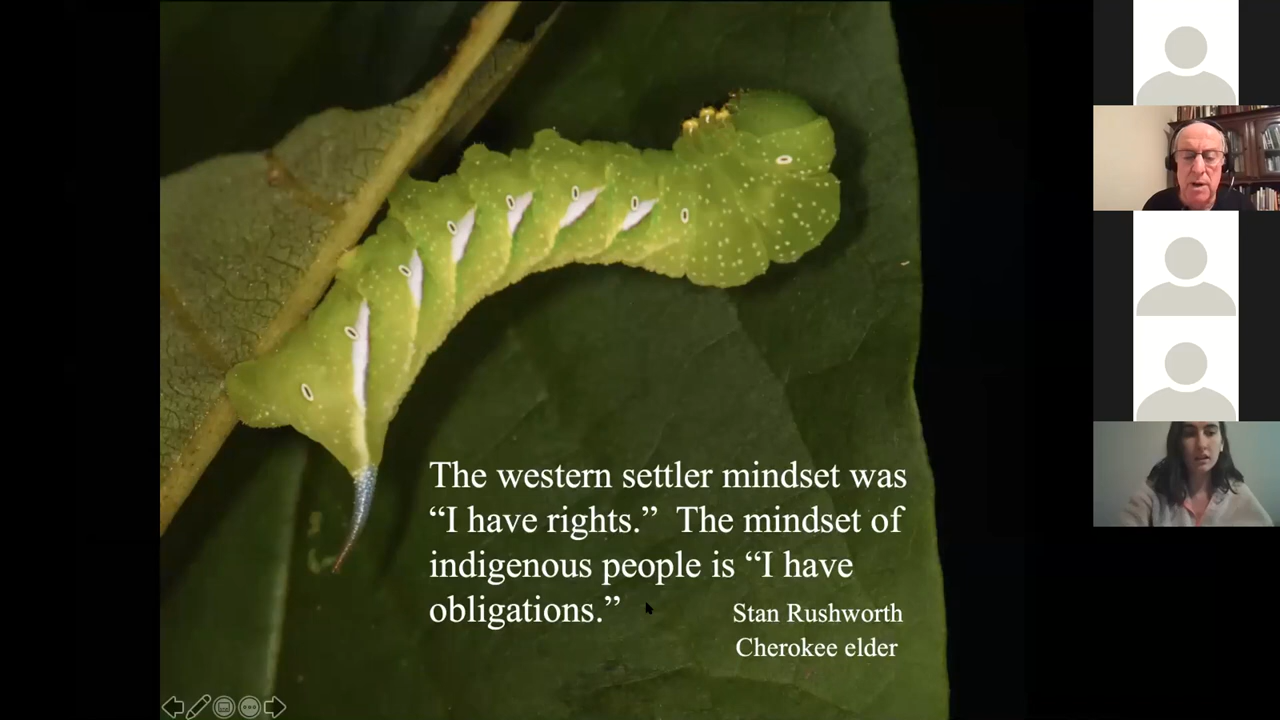 The western settler mindset was
“I have rights.”  The mindset of
indigenous people is “I have
obligations.”
Stan Rushworth
Cherokee elder